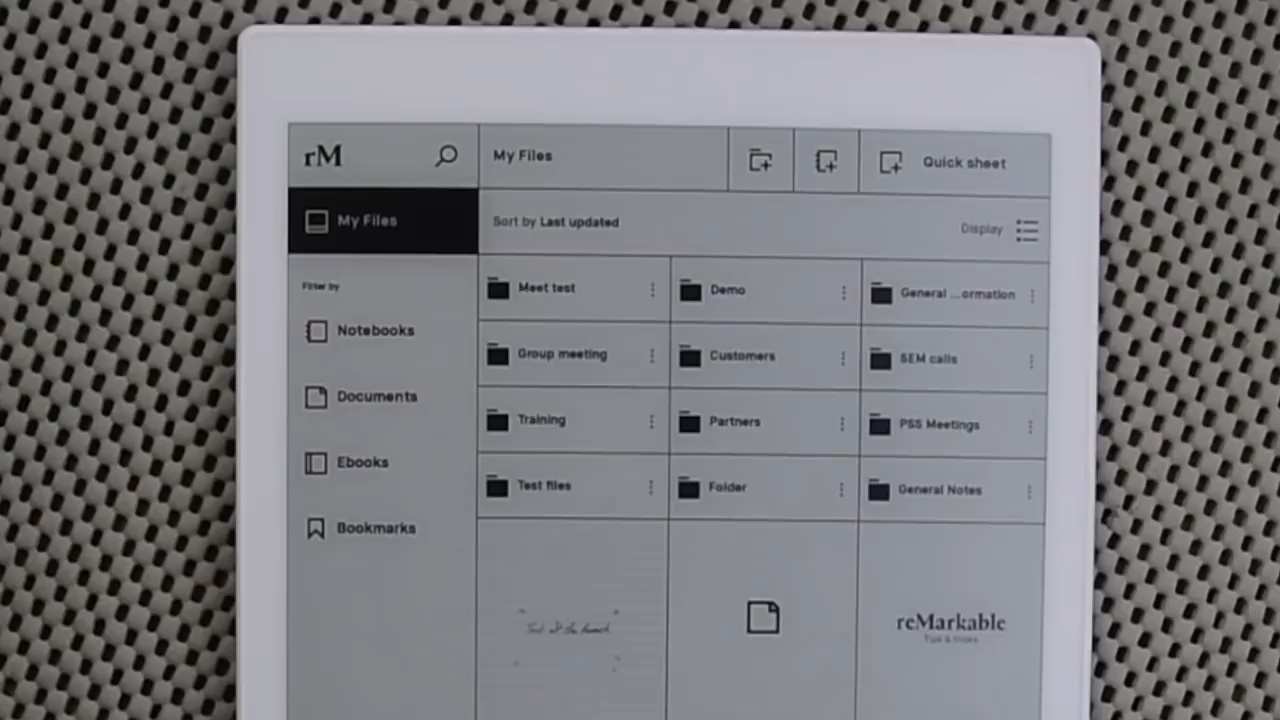 rM
My Files
Quick sheet
My Files
Sort by Last updated
Display
Filter by
Notebooks
Documents
Ebooks
Bookmarks
Meet test
Demo
General ...ormation
Group meeting
Customers
SEM calls
Training
Partners
PSS Meetings
Test files
Folder
General Notes
reMarkable
Tips & tricks